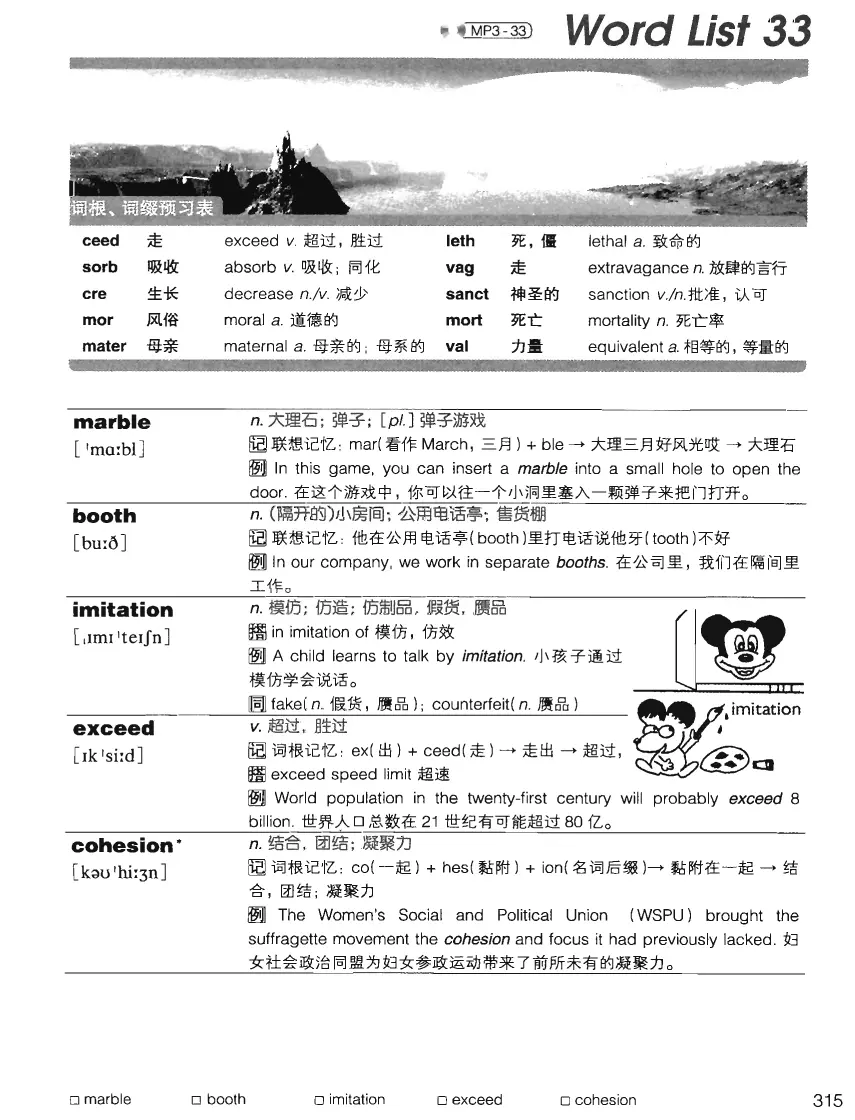 MP3-33 Word List 33
词根、词缀预习表
ceed 走 exceed v. 超过，胜过 leth 死，僵 lethal a. 致命的
sorb 吸收 absorb v. 吸收；同化 vag 走 extravagance n. 放肆的言行
cre 生长 decrease n./v. 减少 sanct 神圣的 sanction v./n.批准，认可
mor 风俗 moral a. 道德的 mort 死亡 mortality n. 死亡率
mater 母亲 maternal a. 母亲的；母系的 val 力量 equivalent a.相等的，等量的
marble n. 大理石；弹子；[pl.] 弹子游戏
[ˈmɑːbl] 记 联想记忆：mar(看作 March，三月) + ble → 大理三月好风光哎 → 大理石
例 In this game, you can insert a marble into a small hole to open the
door. 在这个游戏中，你可以往一个小洞里塞入一颗弹子来把门打开。
booth n. (隔开的)小房间；公用电话亭；售货棚
[buːð] 记 联想记忆：他在公用电话亭(booth)里打电话说他牙(tooth)不好
例 In our company, we work in separate booths. 在公司里，我们在隔间里
工作。
imitation n. 模仿；仿造；仿制品，假货，赝品
[ˌɪmɪˈteɪʃn] 搭 in imitation of 模仿，仿效
例 A child learns to talk by imitation. 小孩子通过
模仿学会说话。
同 fake(n. 假货，赝品)；counterfeit(n. 赝品)
imitation
exceed v. 超过，胜过
[ɪkˈsiːd] 记 词根记忆：ex(出) + ceed(走) → 走出 → 超过，
搭 exceed speed limit 超速
例 World population in the twenty-first century will probably exceed 8
billion. 世界人口总数在 21 世纪有可能超过 80 亿。
cohesion* n. 结合，团结；凝聚力
[kəʊˈhiːʒn] 记 词根记忆：co(一起) + hes(黏附) + ion(名词后缀)→ 黏附在一起 → 结
合，团结；凝聚力
例 The Women's Social and Political Union (WSPU) brought the
suffragette movement the cohesion and focus it had previously lacked. 妇
女社会政治同盟为妇女参政运动带来了前所未有的凝聚力。
□ marble □ booth □ imitation □ exceed □ cohesion 315